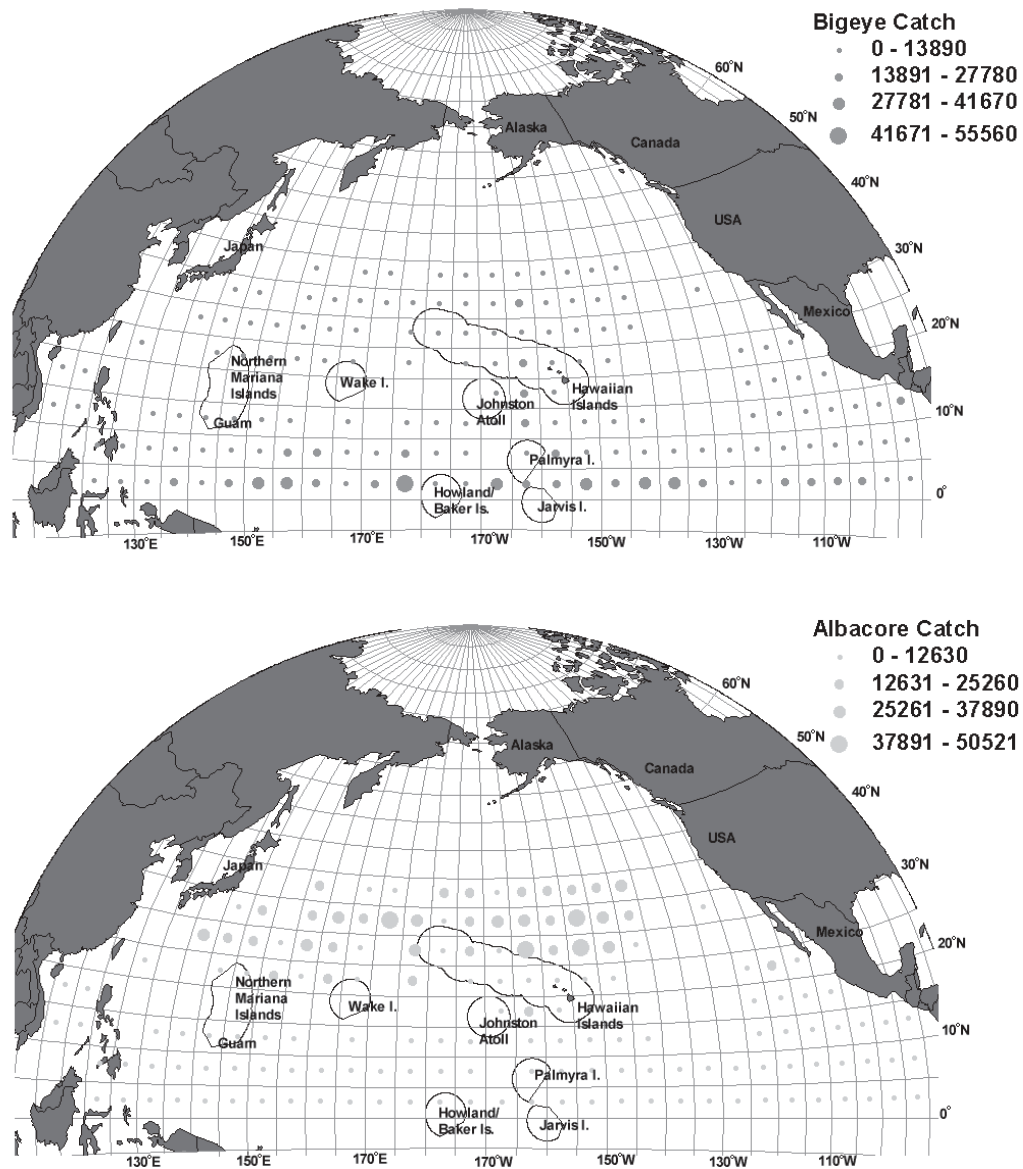 Bigeye Catch
0 - 13890
13891 - 27780
27781 - 41670
41671 - 55560
60°N
50°N
40°N
30°N
20°N
10°N
0°
Alaska
Canada
USA
Mexico
Japan
Northern
Mariana
Islands
Guam
Wake I.
Johnston
Atoll
Hawaiian
Islands
Palmyra I.
Howland/
Baker Is.
Jarvis I.
130°E
150°E
170°E
170°W
150°W
130°W
110°W
Albacore Catch
0 - 12630
12631 - 25260
25261 - 37890
37891 - 50521
60°N
50°N
40°N
30°N
20°N
10°N
0°
Alaska
Canada
USA
Mexico
Japan
Northern
Mariana
Islands
Guam
Wake I.
Johnston
Atoll
Hawaiian
Islands
Palmyra I.
Howland/
Baker Is.
Jarvis I.
130°E
150°E
170°E
170°W
150°W
130°W
110°W